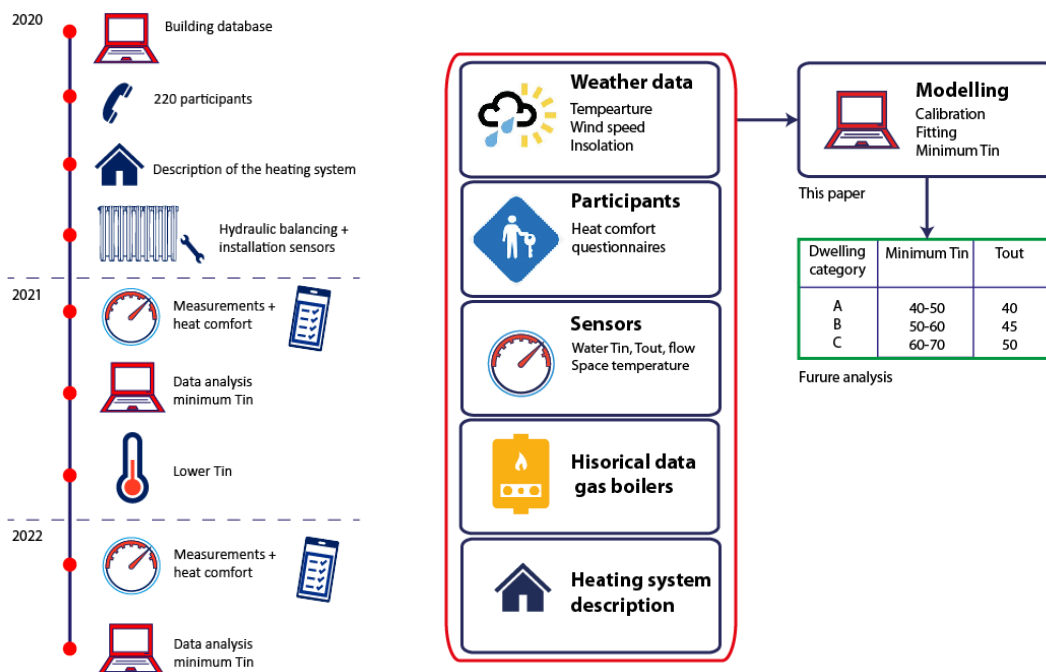 2020
Building database
220 participants
Description of the heating system
Hydraulic balancing +
installation sensors
2021
Measurements +
heat comfort
Data analysis
minimum Tin
Lower Tin
2022
Measurements +
heat comfort
Data analysis
minimum Tin
Weather data
Tempearture
Wind speed
Insolation
Participants
Heat comfort
questionnaires
Sensors
Water Tin, Tout, flow
Space temperature
Hisorical data
gas boilers
Heating system
description
Modelling
Calibration
Fitting
Minimum Tin
This paper
Dwelling
category
Minimum Tin
Tout
A 40-50 40
B 50-60 45
C 60-70 50
Furure analysis